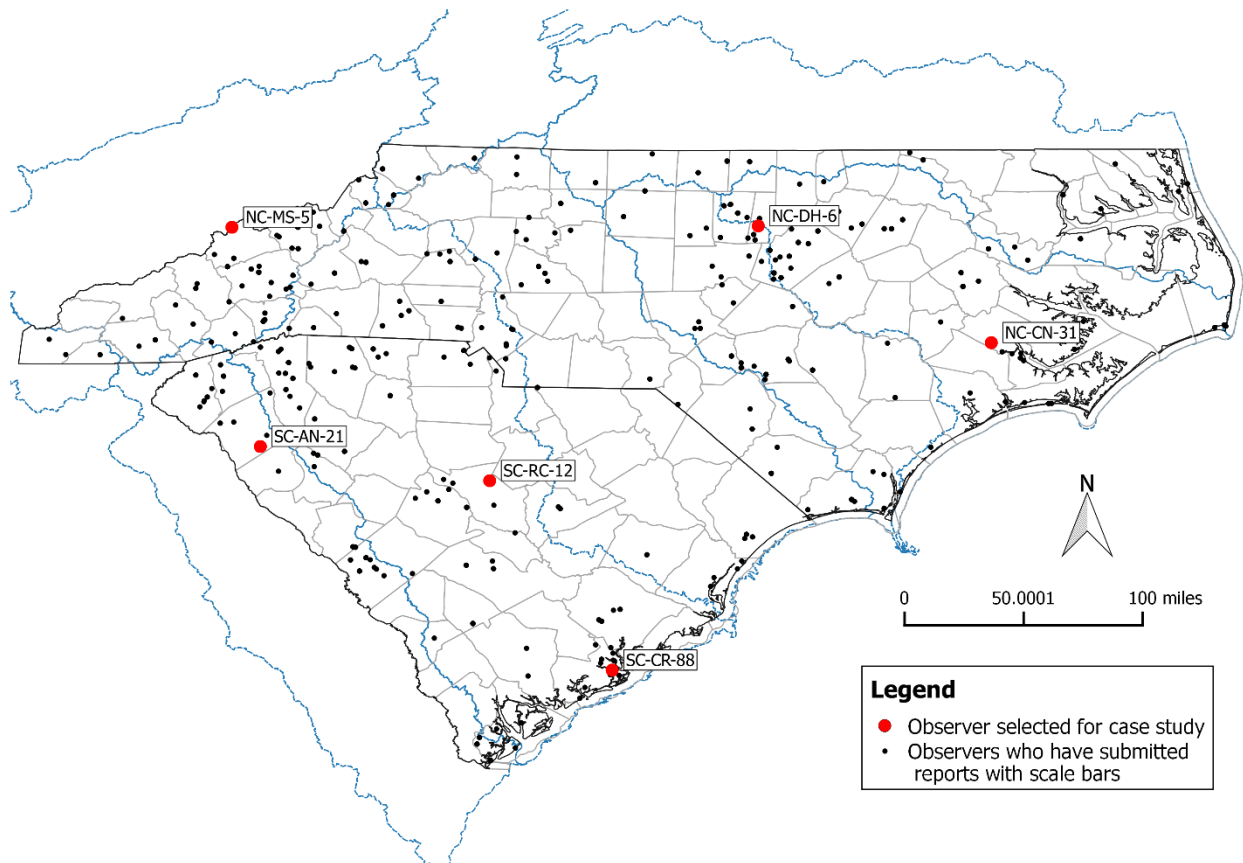 NC-MS-5
NC-DH-6
NC-CN-31
SC-AN-21
SC-RC-12
N
0 50.0001 100 miles
SC-CR-88
Legend
Observer selected for case study
Observers who have submitted
reports with scale bars